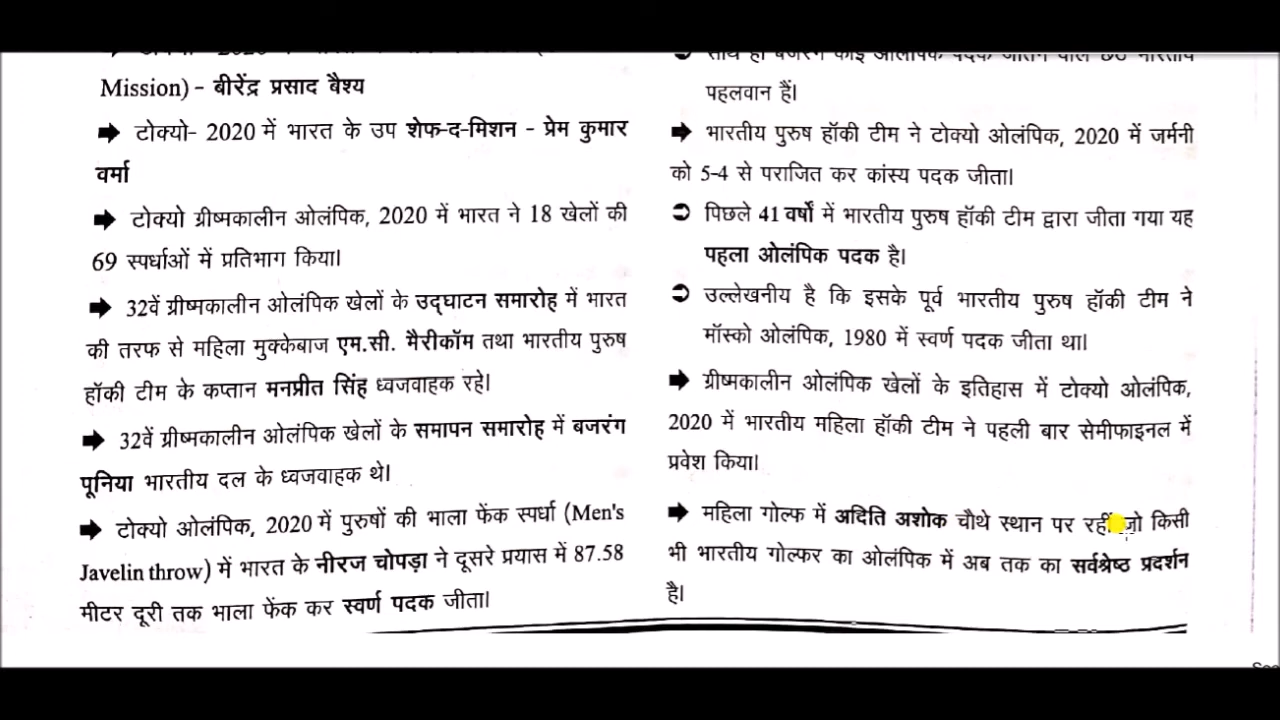 Mission) - बीरेंद्र प्रसाद बैश्य
➡ टोक्यो- 2020 में भारत के उप शेफ-द-मिशन - प्रेम कुमार
वर्मा
➡ टोक्यो ग्रीष्मकालीन ओलंपिक, 2020 में भारत ने 18 खेलों की
69 स्पर्धाओं में प्रतिभाग किया।
➡ 32वें ग्रीष्मकालीन ओलंपिक खेलों के उद्घाटन समारोह में भारत
की तरफ से महिला मुक्केबाज एम.सी. मैरीकॉम तथा भारतीय पुरुष
हॉकी टीम के कप्तान मनप्रीत सिंह ध्वजवाहक रहे।
➡ 32वें ग्रीष्मकालीन ओलंपिक खेलों के समापन समारोह में बजरंग
पूनिया भारतीय दल के ध्वजवाहक थे।
➡ टोक्यो ओलंपिक, 2020 में पुरुषों की भाला फेंक स्पर्धा (Men's
Javelin throw) में भारत के नीरज चोपड़ा ने दूसरे प्रयास में 87.58
मीटर दूरी तक भाला फेंक कर स्वर्ण पदक जीता।
पहलवान हैं।
➡ भारतीय पुरुष हॉकी टीम ने टोक्यो ओलंपिक, 2020 में जर्मनी
को 5-4 से पराजित कर कांस्य पदक जीता।
➲ पिछले 41 वर्षों में भारतीय पुरुष हॉकी टीम द्वारा जीता गया यह
पहला ओलंपिक पदक है।
➲ उल्लेखनीय है कि इसके पूर्व भारतीय पुरुष हॉकी टीम ने
मॉस्को ओलंपिक, 1980 में स्वर्ण पदक जीता था।
➡ ग्रीष्मकालीन ओलंपिक खेलों के इतिहास में टोक्यो ओलंपिक,
2020 में भारतीय महिला हॉकी टीम ने पहली बार सेमीफाइनल में
प्रवेश किया।
➡ महिला गोल्फ में अदिति अशोक चौथे स्थान पर रहीं जो किसी
भी भारतीय गोल्फर का ओलंपिक में अब तक का सर्वश्रेष्ठ प्रदर्शन
है।